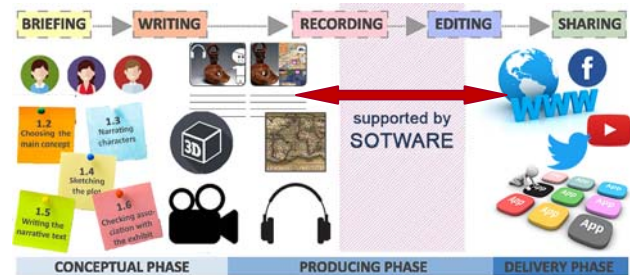 BRIEFING
WRITING
RECORDING
EDITING
SHARING
1.2
Choosing the
main concept
1.3
Narrating
characters
1.4
Sketching
the plot
1.5
Writing the
narrative text
1.6
Checking asso-
ciation with
the exhibit
3D
supported by
SOTWARE
f
WWW
App
App
App
App
CONCEPTUAL PHASE
PRODUCING PHASE
DELIVERY PHASE